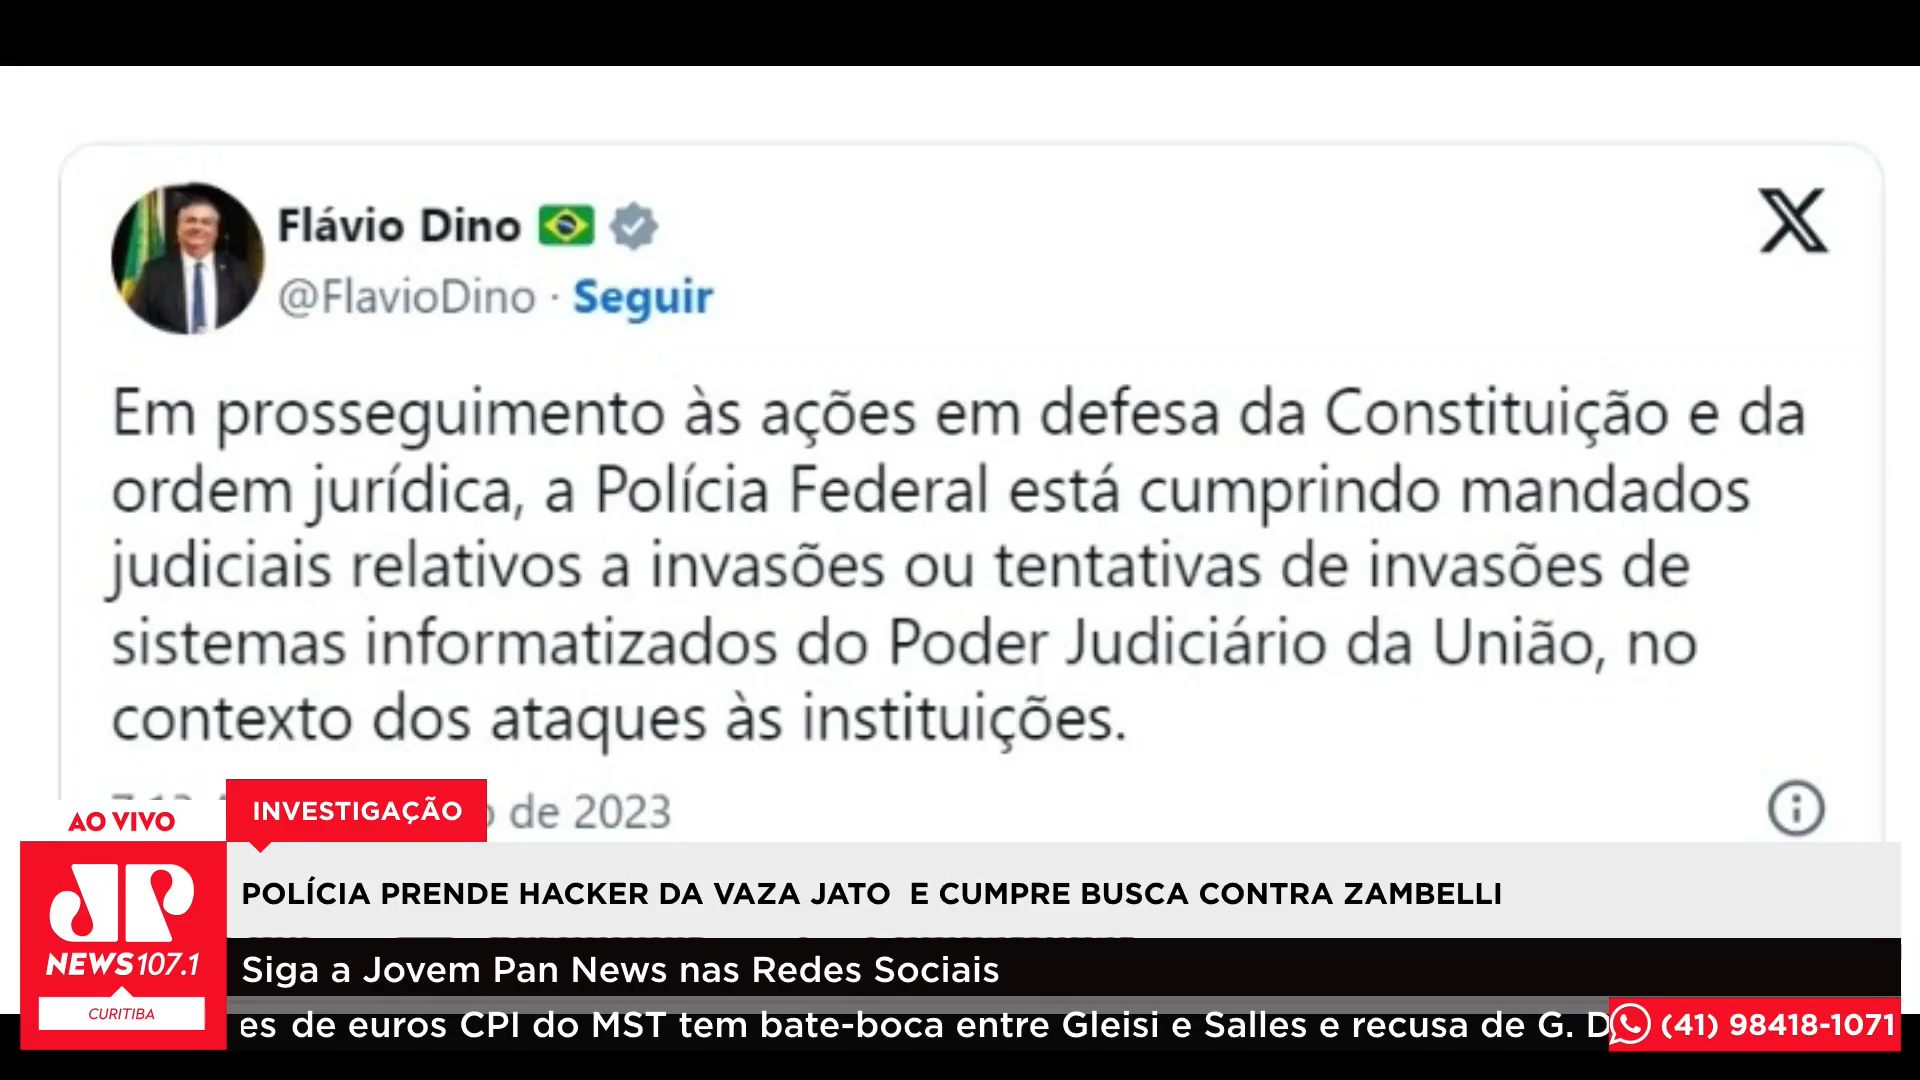 Flávio Dino
@FlavioDino · Seguir
Em prosseguimento às ações em defesa da Constituição e da
ordem jurídica, a Polícia Federal está cumprindo mandados
judiciais relativos a invasões ou tentativas de invasões de
sistemas informatizados do Poder Judiciário da União, no
contexto dos ataques às instituições.
de 2023
AO VIVO
INVESTIGAÇÃO
POLÍCIA PRENDE HACKER DA VAZA JATO E CUMPRE BUSCA CONTRA ZAMBELLI
JP
NEWS 107.1
CURITIBA
Siga a Jovem Pan News nas Redes Sociais
es de euros CPI do MST tem bate-boca entre Gleisi e Salles e recusa de G. D
(41) 98418-1071